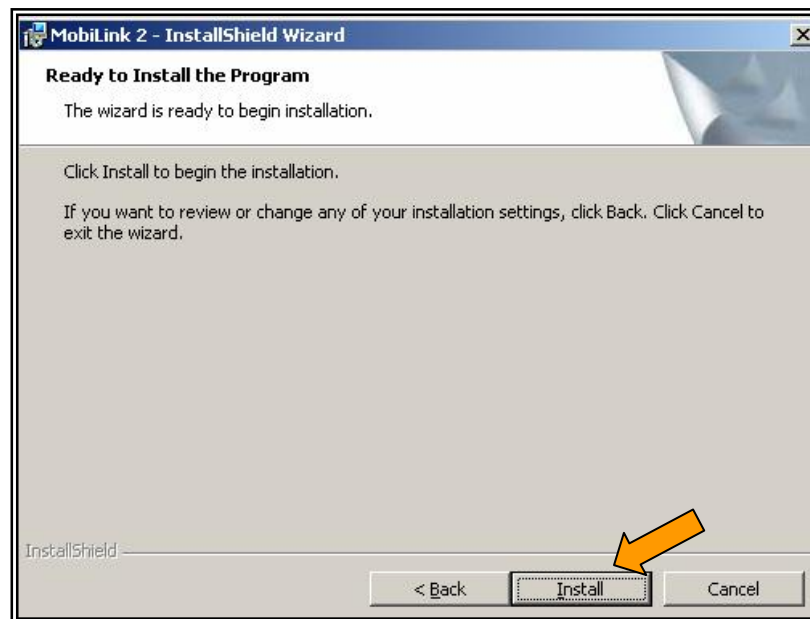 MobiLink 2 - InstallShield Wizard
Ready to Install the Program
The wizard is ready to begin installation.
Click Install to begin the installation.
If you want to review or change any of your installation settings, click Back. Click Cancel to
exit the wizard.
InstallShield
< Back Install Cancel